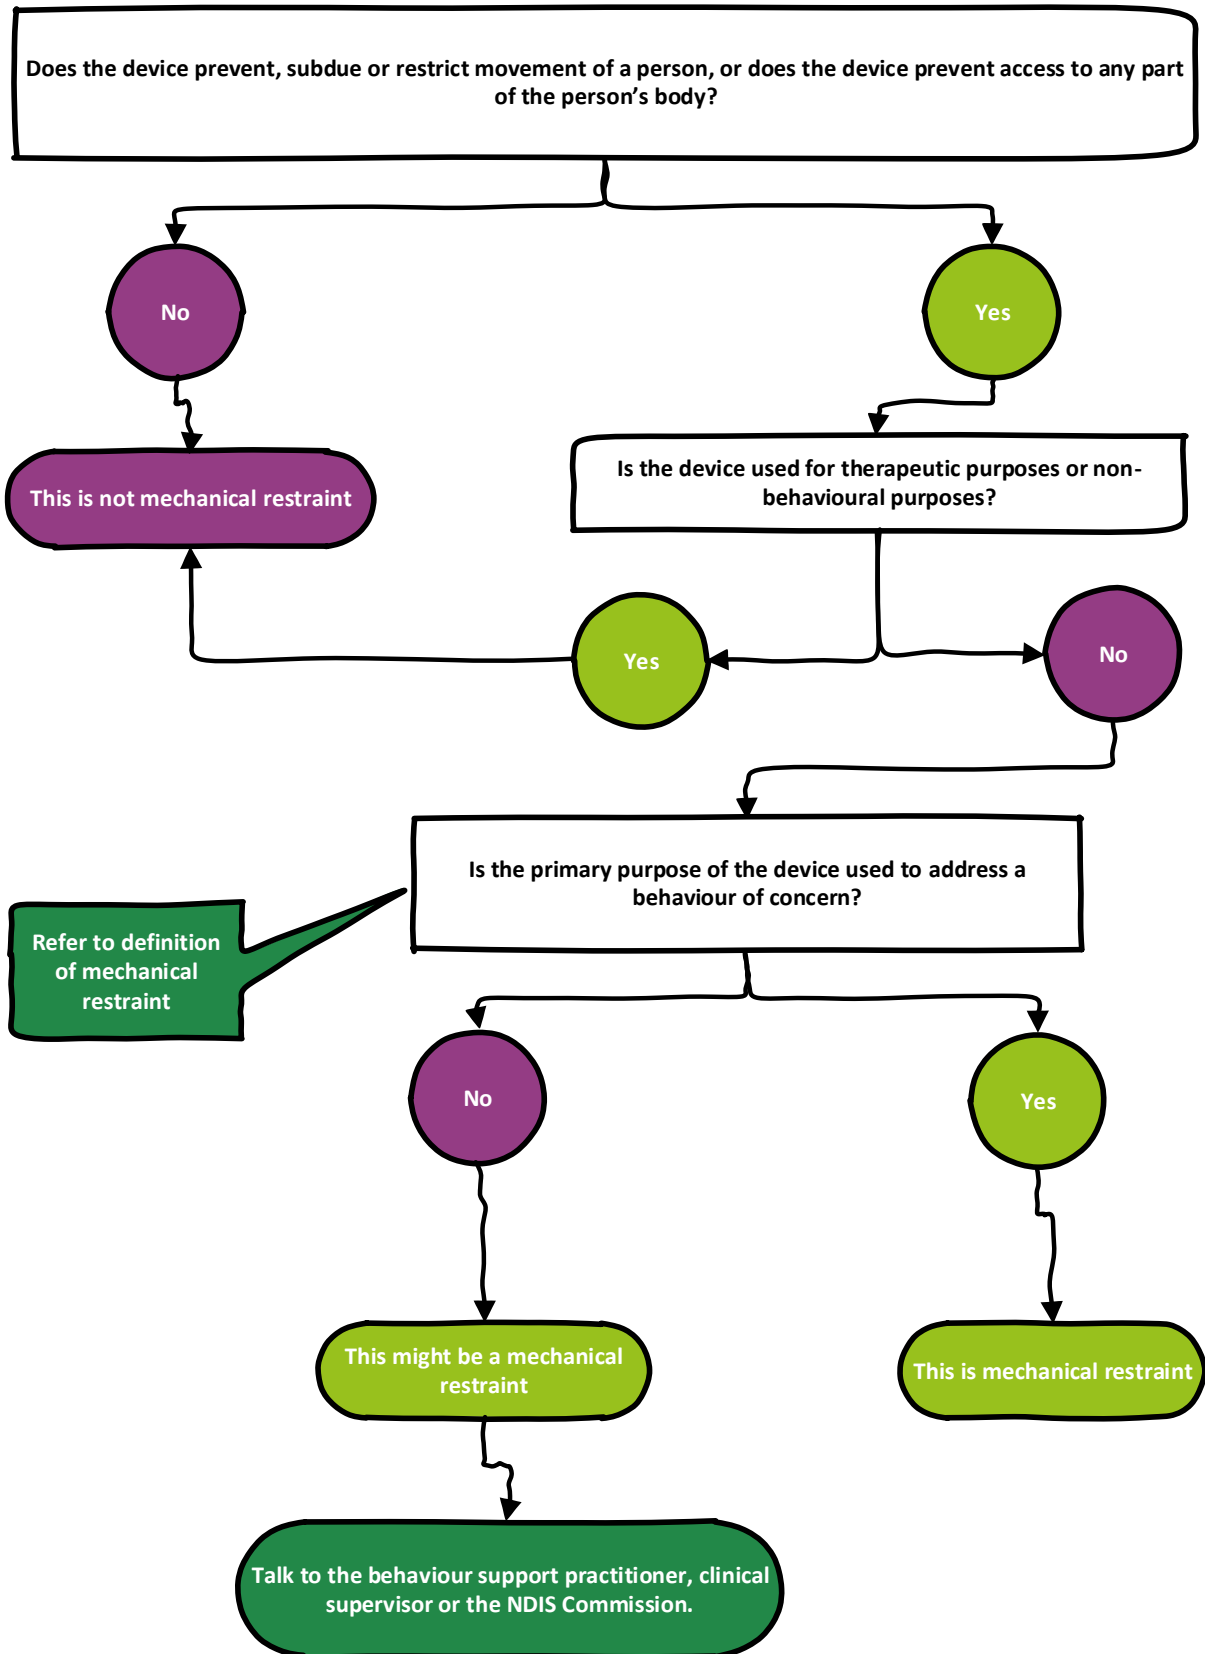 Does the device prevent, subdue or restrict movement of a person, or does the device prevent access to any part
of the person’s body?
No
Yes
This is not mechanical restraint
Is the device used for therapeutic purposes or non-
behavioural purposes?
Yes
No
Is the primary purpose of the device used to address a
behaviour of concern?
Refer to definition
of mechanical
restraint
No
Yes
This might be a mechanical
restraint
This is mechanical restraint
Talk to the behaviour support practitioner, clinical
supervisor or the NDIS Commission.